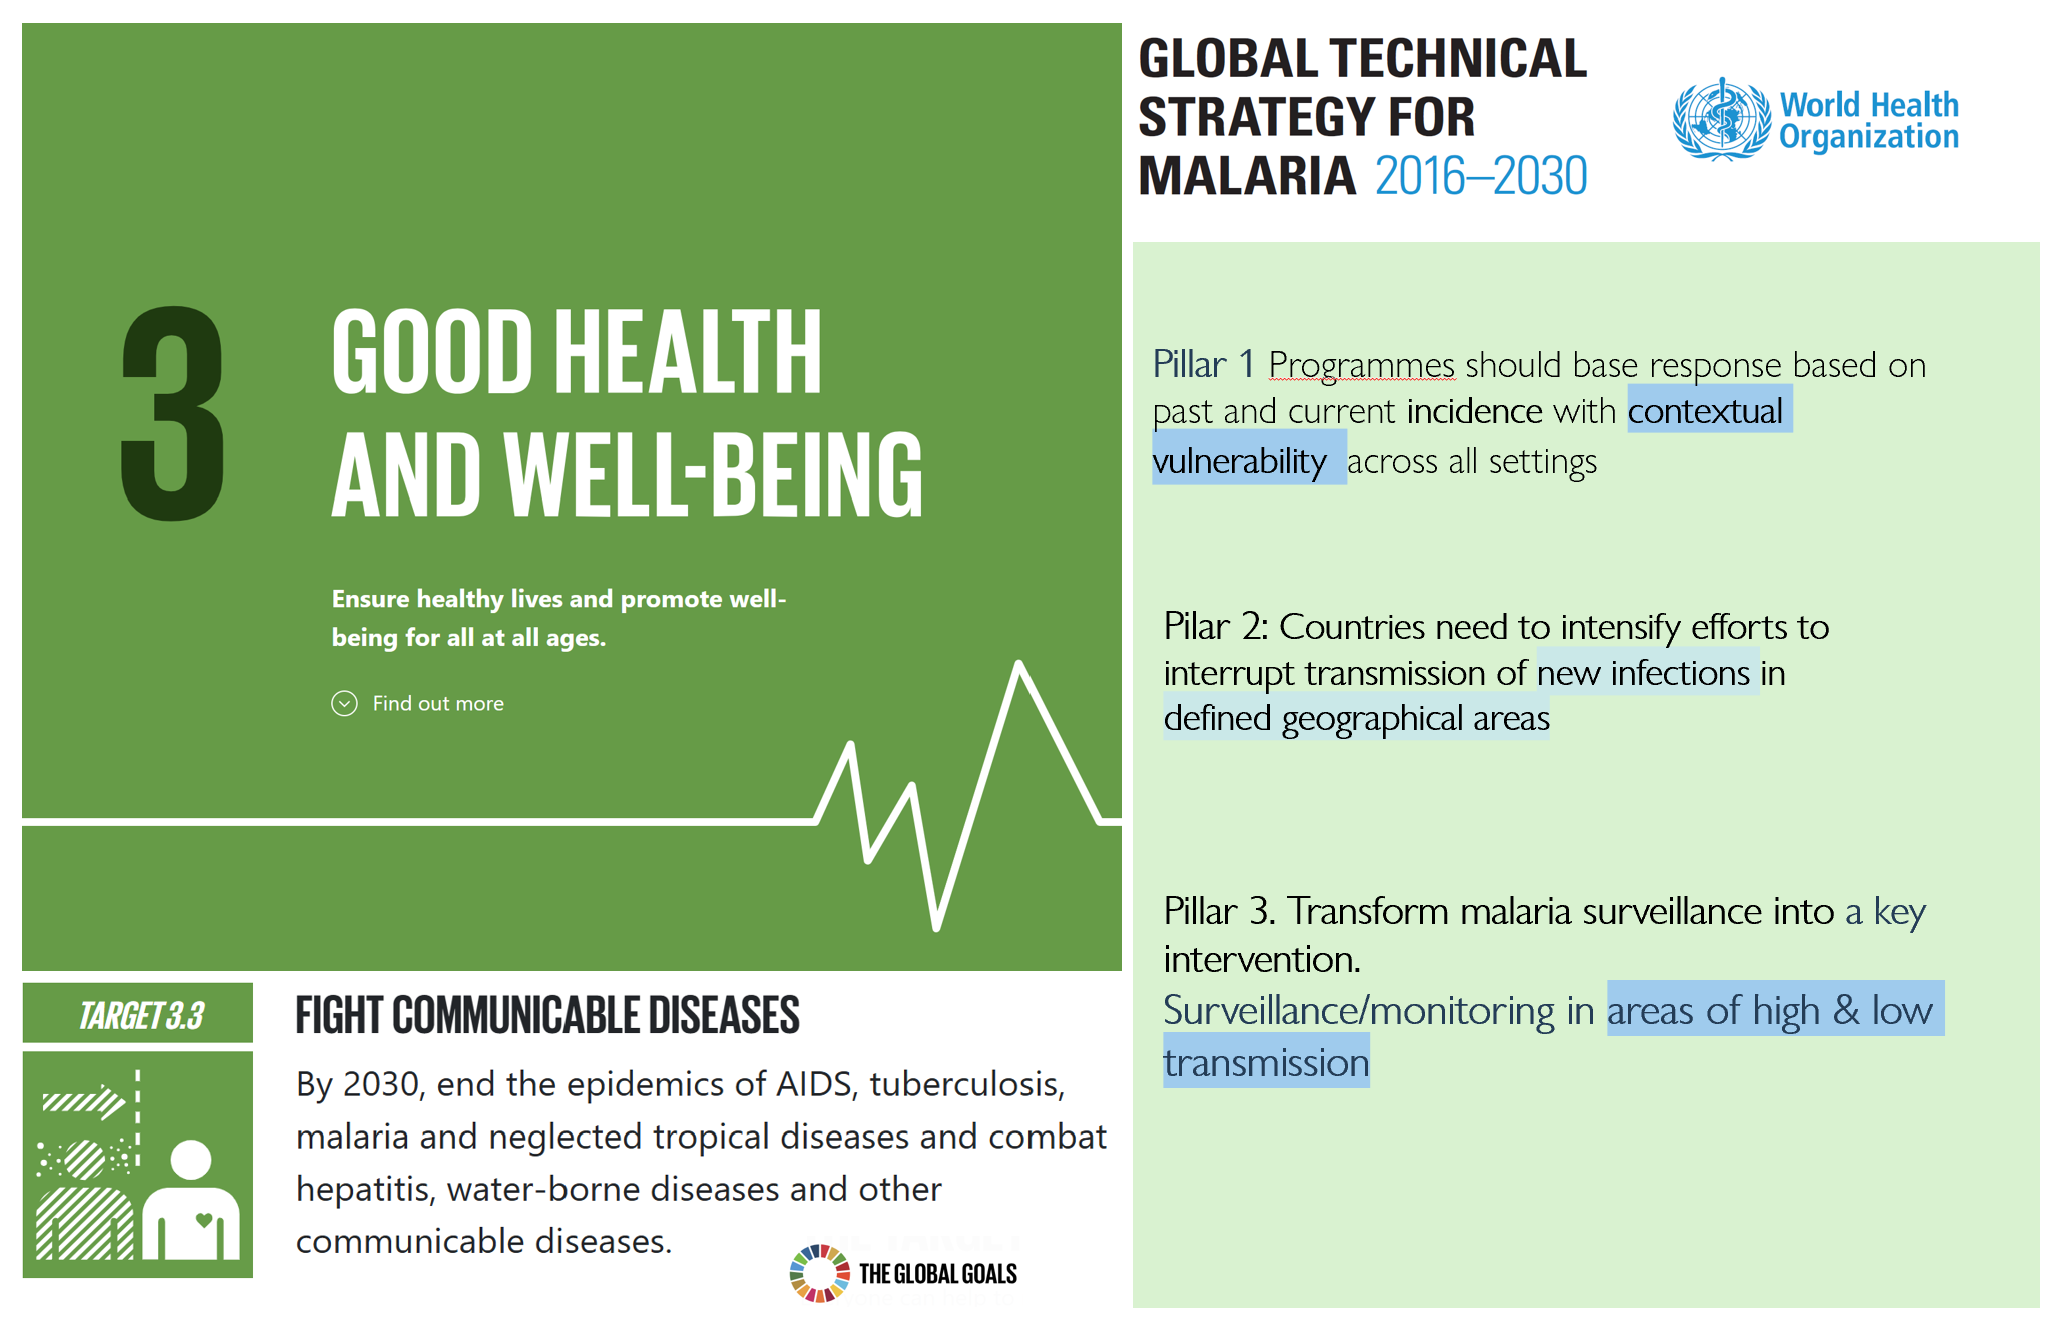 3
GOOD HEALTH
AND WELL-BEING
Ensure healthy lives and promote well-
being for all at all ages.
Find out more
TARGET 3.3
FIGHT COMMUNICABLE DISEASES
By 2030, end the epidemics of AIDS, tuberculosis,
malaria and neglected tropical diseases and combat
hepatitis, water-borne diseases and other
communicable diseases.
THE GLOBAL GOALS
GLOBAL TECHNICAL
STRATEGY FOR
MALARIA 2016–2030
World Health
Organization
Pillar 1 Programmes should base response based on
past and current incidence with contextual
vulnerability across all settings
Pilar 2: Countries need to intensify efforts to
interrupt transmission of new infections in
defined geographical areas
Pillar 3. Transform malaria surveillance into a key
intervention.
Surveillance/monitoring in areas of high & low
transmission